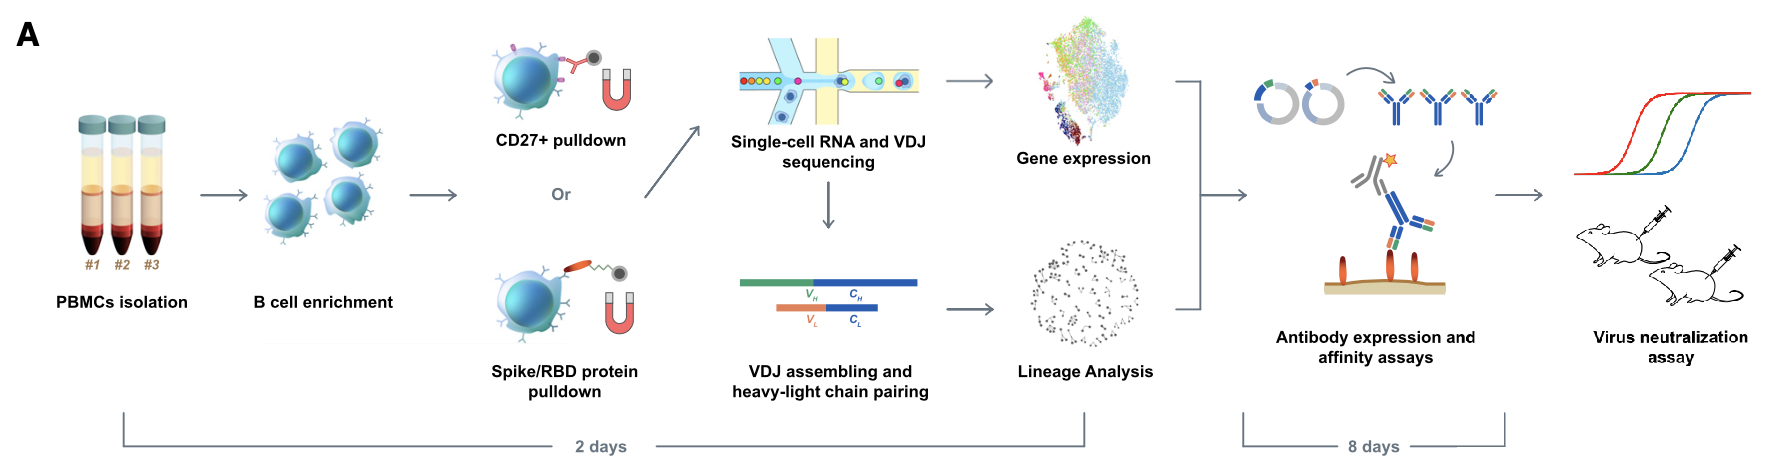 A
#1 #2 #3
PBMCs isolation
B cell enrichment
CD27+ pulldown
Or
Spike/RBD protein
pulldown
Single-cell RNA and VDJ
sequencing
V_H C_H
V_L C_L
VDJ assembling and
heavy-light chain pairing
Gene expression
Lineage Analysis
Antibody expression and
affinity assays
Virus neutralization
assay
2 days
8 days